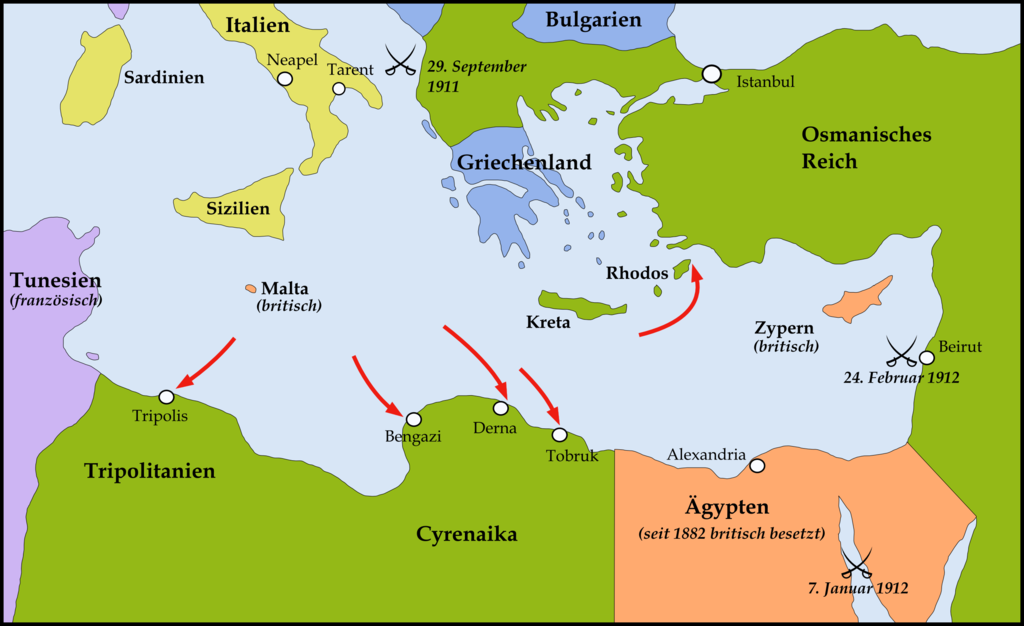 Bulgarien
Italien
Neapel
Tarent
29. September
1911
Sardinien
Istanbul
Osmanisches
Reich
Griechenland
Sizilien
Tunesien
(französisch)
Malta
(britisch)
Rhodos
Kreta
Zypern
(britisch)
Beirut
24. Februar 1912
Tripolis
Bengazi
Derna
Tobruk
Alexandria
Tripolitanien
Cyrenaika
Ägypten
(seit 1882 britisch besetzt)
7. Januar 1912